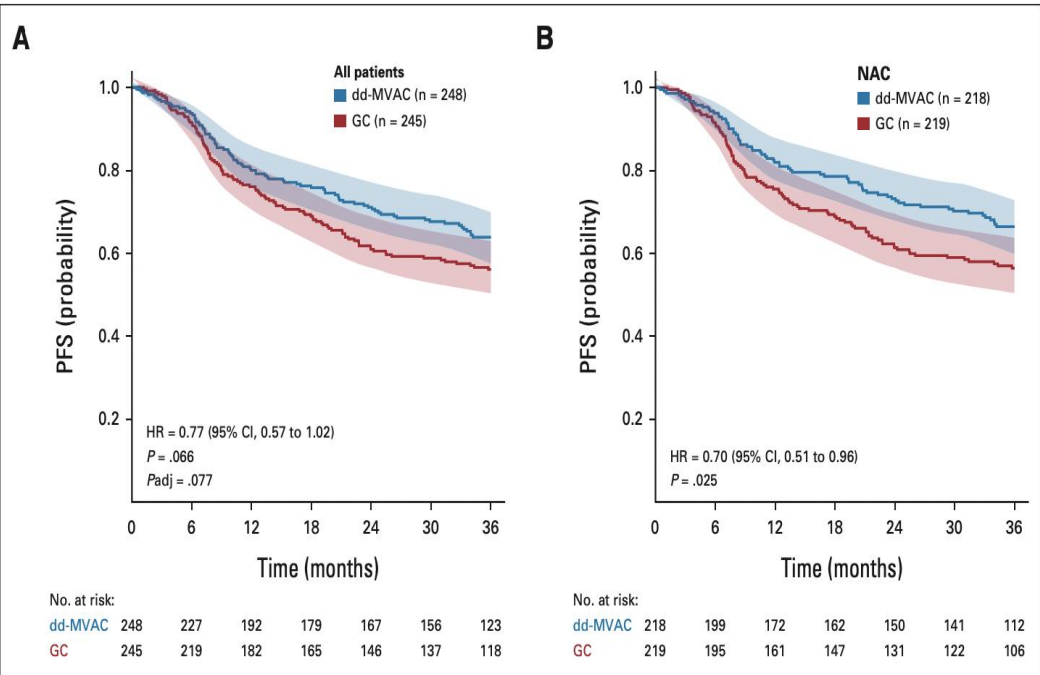 A
All patients
dd-MVAC (n = 248)
GC (n = 245)
PFS (probability)
1.0
0.8
0.6
0.4
0.2
HR = 0.77 (95% CI, 0.57 to 1.02)
P = .066
Padj = .077
0 6 12 18 24 30 36
Time (months)
No. at risk:
dd-MVAC 248 227 192 179 167 156 123
GC 245 219 182 165 146 137 118
B
NAC
dd-MVAC (n = 218)
GC (n = 219)
PFS (probability)
1.0
0.8
0.6
0.4
0.2
HR = 0.70 (95% CI, 0.51 to 0.96)
P = .025
0 6 12 18 24 30 36
Time (months)
No. at risk:
dd-MVAC 218 199 172 162 150 141 112
GC 219 195 161 147 131 122 106